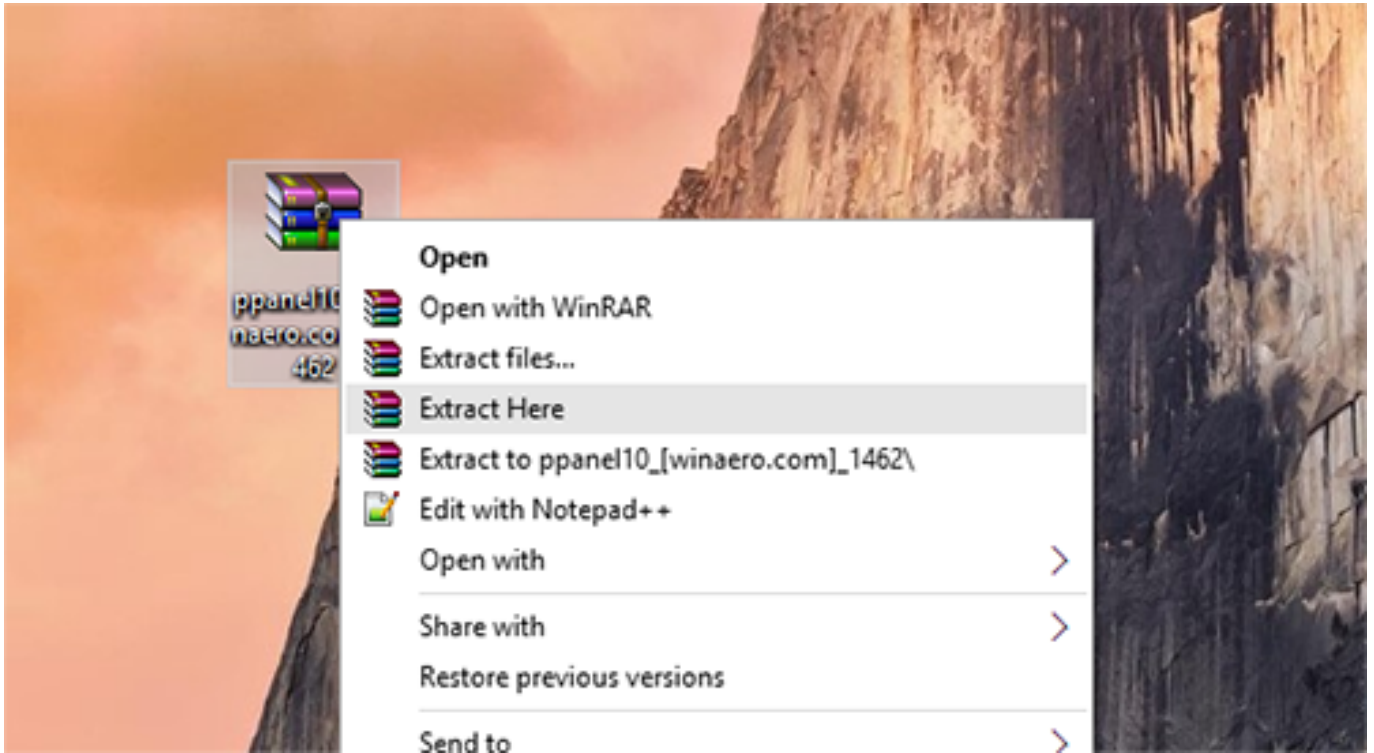 ppanel10
naero.co
462
Open
Open with WinRAR
Extract files...
Extract Here
Extract to ppanel10_[winaero.com]_1462\
Edit with Notepad++
Open with
Share with
Restore previous versions
Send to